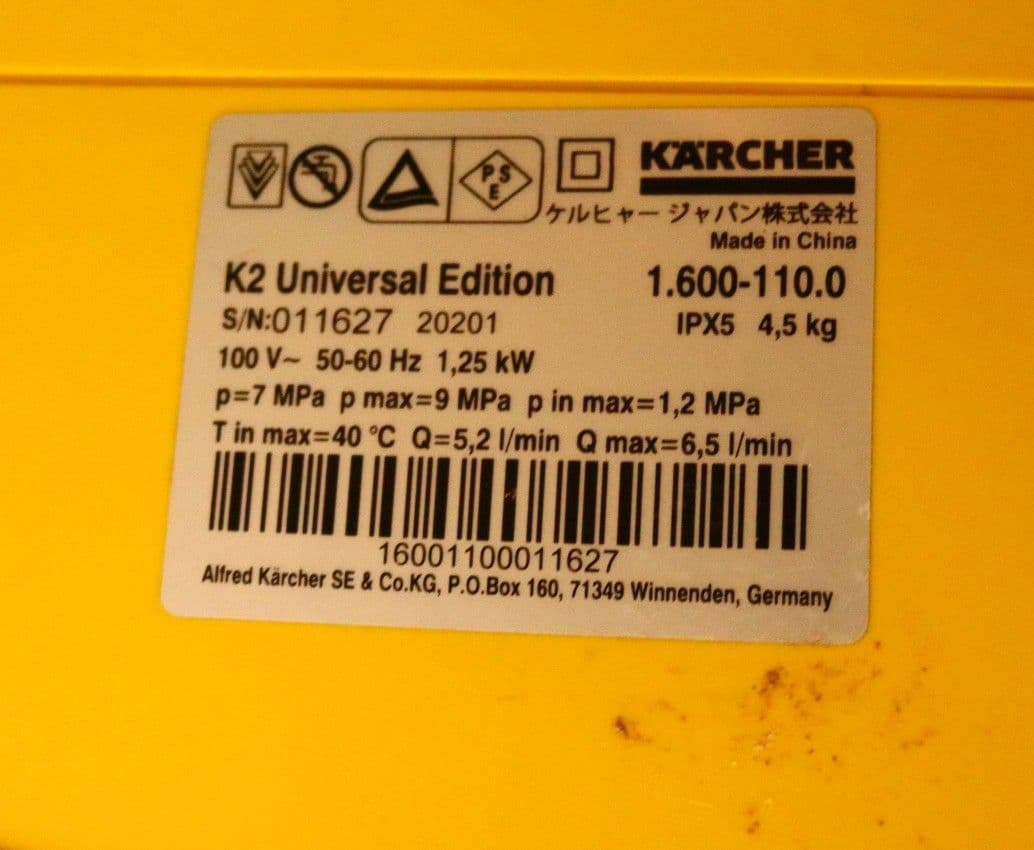 PSE
KÄRCHER
ケルヒャー ジャパン株式会社
Made in China
K2 Universal Edition 1.600-110.0
S/N:011627 20201 IPX5 4,5 kg
100 V~ 50-60 Hz 1,25 kW
p=7 MPa p max=9 MPa p in max=1,2 MPa
T in max=40 °C Q=5,2 l/min Q max=6,5 l/min
16001100011627
Alfred Kärcher SE & Co.KG, P.O.Box 160, 71349 Winnenden, Germany